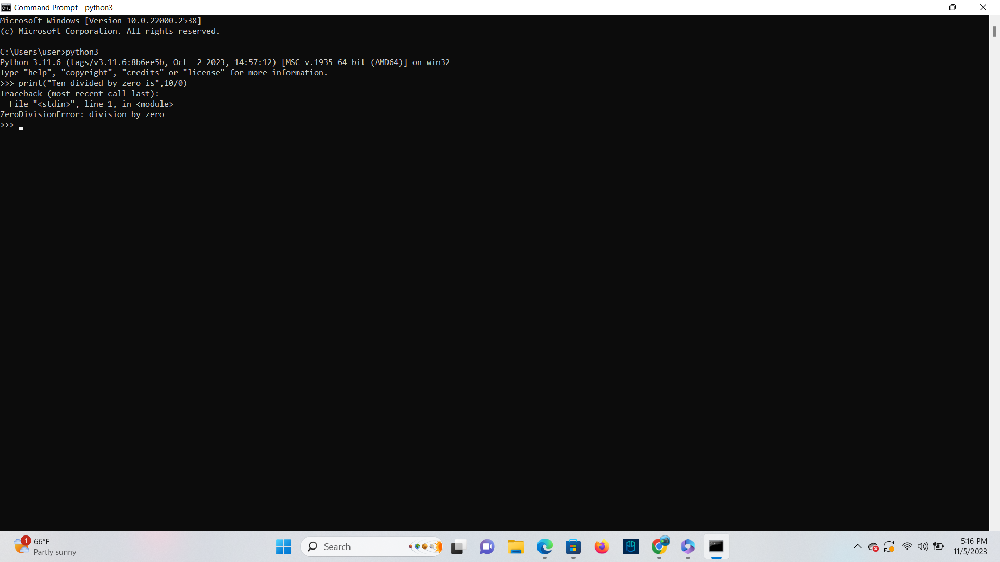 Command Prompt - python3
Microsoft Windows [Version 10.0.22000.2538]
(c) Microsoft Corporation. All rights reserved.
C:\Users\user>python3
Python 3.11.6 (tags/v3.11.6:8b6ee5b, Oct  2 2023, 14:57:12) [MSC v.1935 64 bit (AMD64)] on win32
Type "help", "copyright", "credits" or "license" for more information.
>>> print("Ten divided by zero is",10/0)
Traceback (most recent call last):
  File "<stdin>", line 1, in <module>
ZeroDivisionError: division by zero
>>>
1
66°F
Partly sunny
Search
5:16 PM
11/5/2023